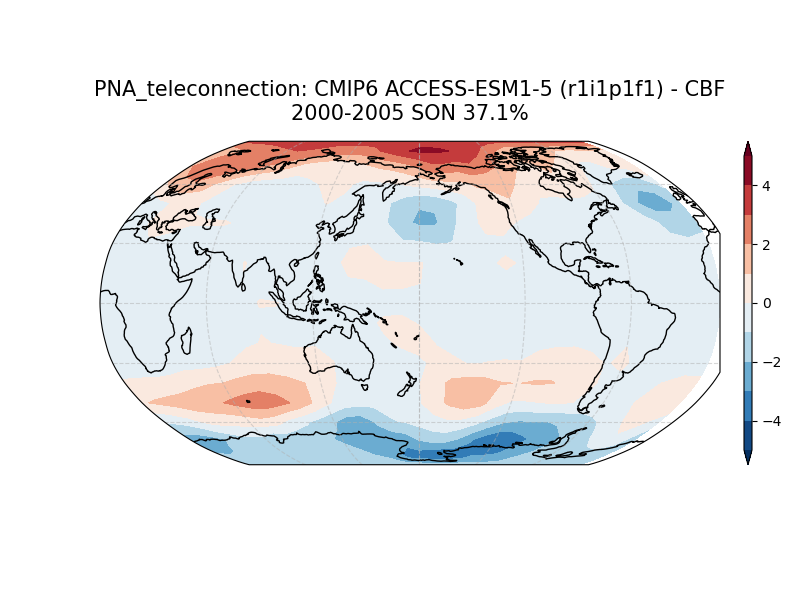 PNA_teleconnection: CMIP6 ACCESS-ESM1-5 (r1i1p1f1) - CBF
2000-2005 SON 37.1%
4
2
0
−2
−4